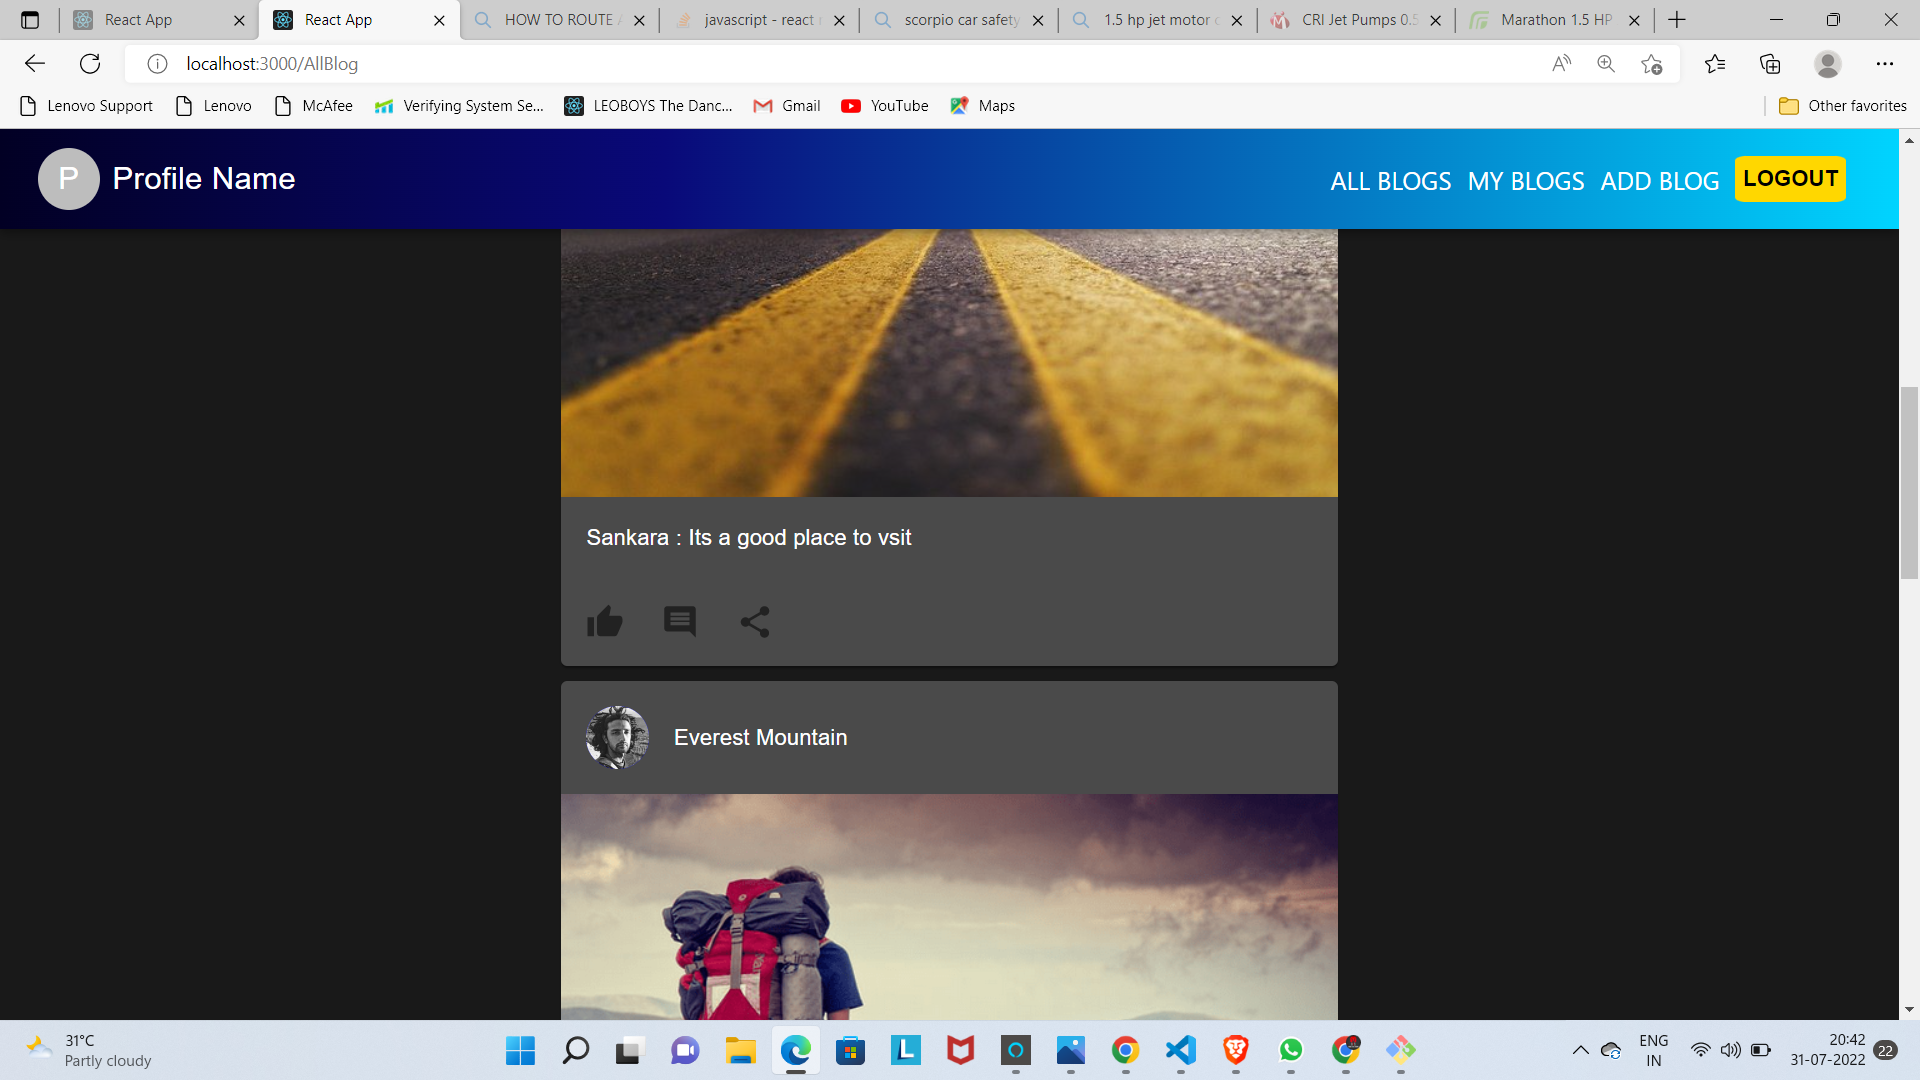 React App
React App
HOW TO ROUTE
javascript - react
scorpio car safety
1.5 hp jet motor
CRI Jet Pumps 0.5
Marathon 1.5 HP
localhost:3000/AllBlog
Lenovo Support
Lenovo
McAfee
Verifying System Se...
LEOBOYS The Danc...
Gmail
YouTube
Maps
Other favorites
P
Profile Name
ALL BLOGS
MY BLOGS
ADD BLOG
LOGOUT
Sankara : Its a good place to vsit
Everest Mountain
31°C
Partly cloudy
L
ENG
IN
20:42
31-07-2022
22